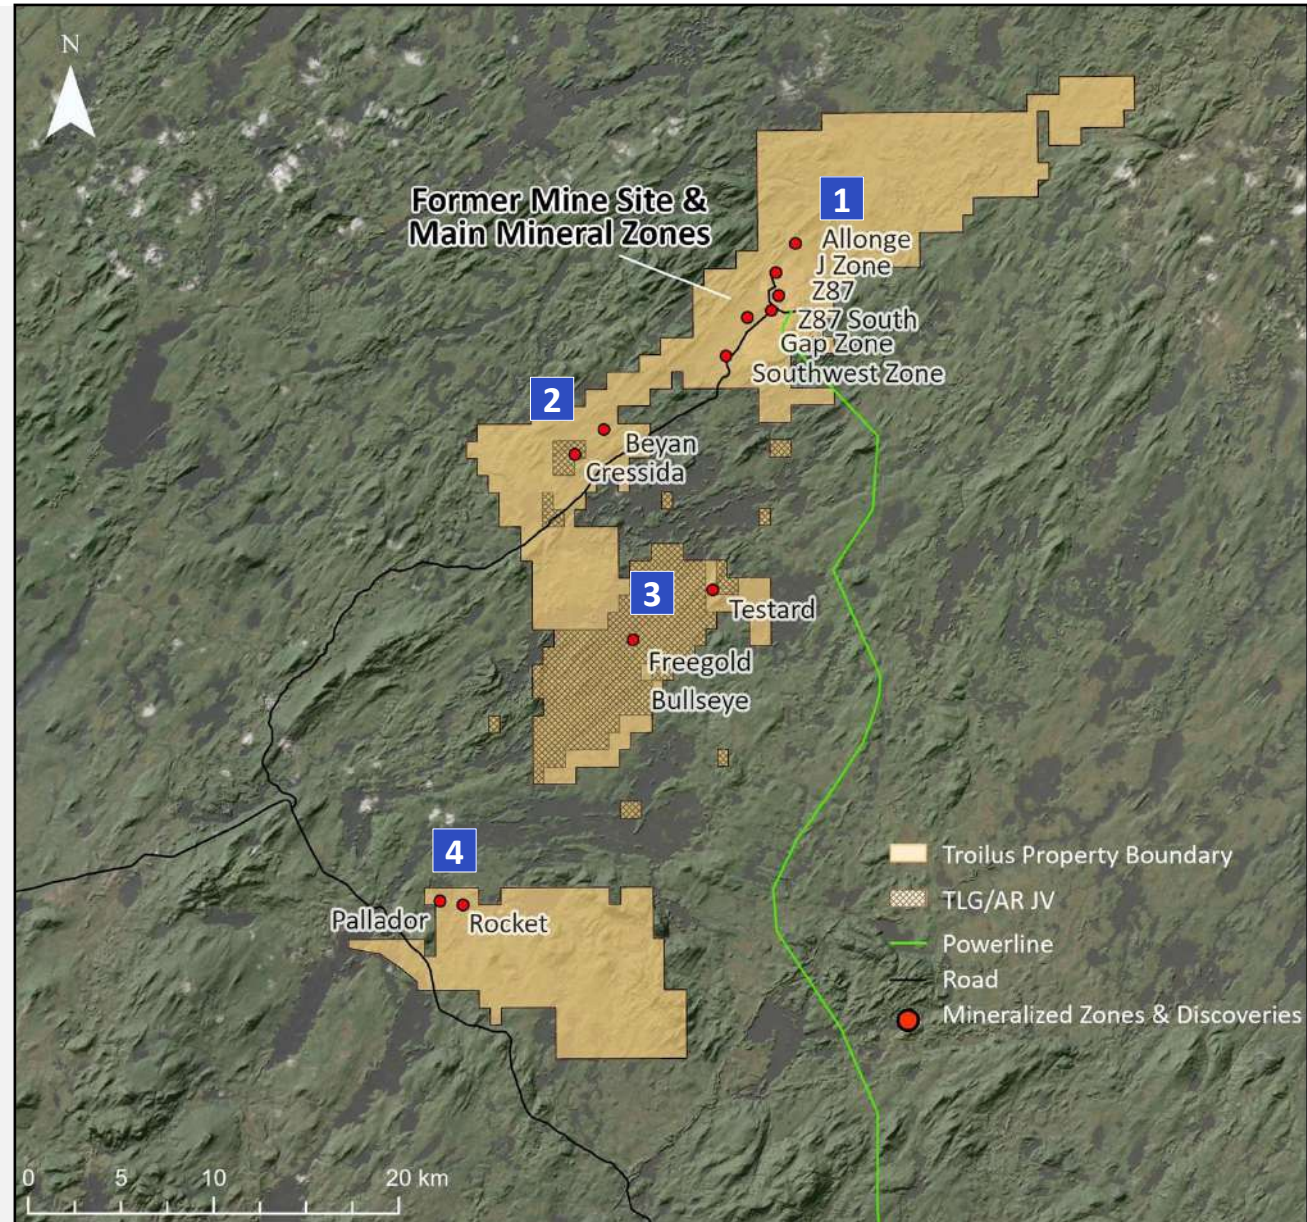 N
Former Mine Site &
Main Mineral Zones
1
Allonge
J Zone
Z87
Z87 South
Gap Zone
Southwest Zone
2
Beyan
Cressida
3
Testard
Freegold
Bullseye
4
Pallador
Rocket
Troilus Property Boundary
TLG/AR JV
Powerline
Road
Mineralized Zones & Discoveries
0 5 10 20 km